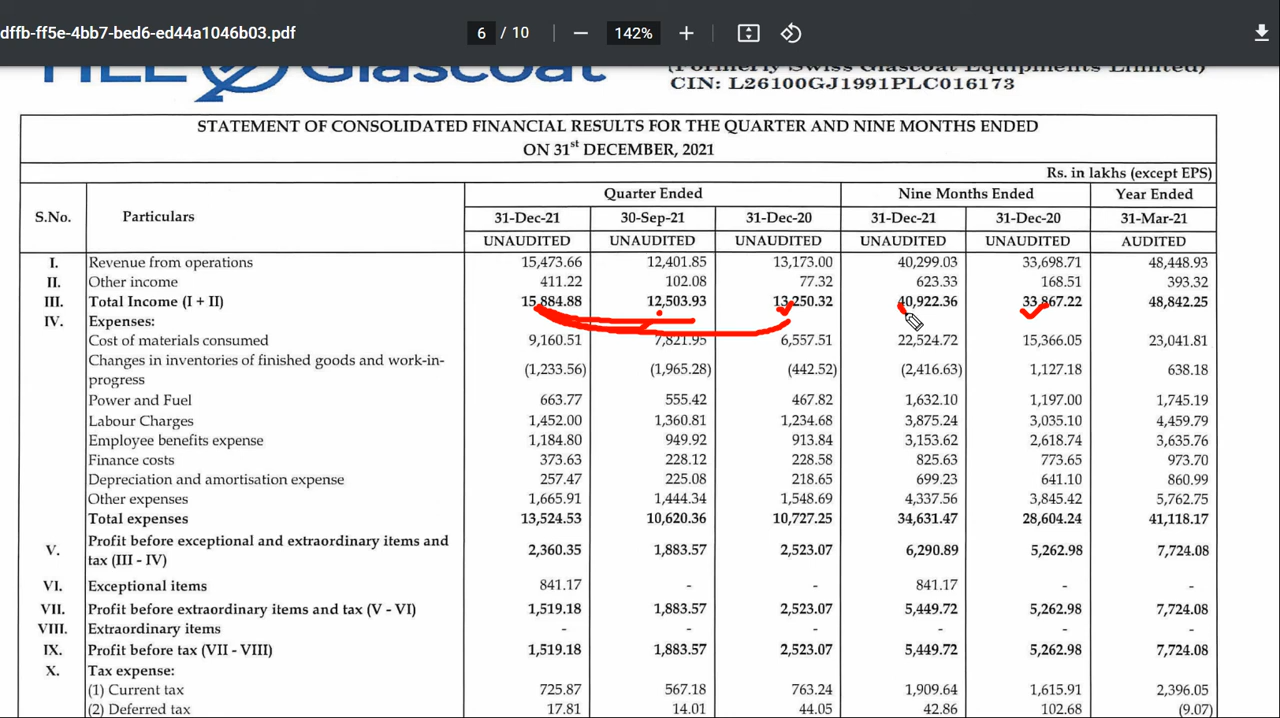 dffb-ff5e-4bb7-bed6-ed44a1046b03.pdf 6 / 10 142%
HLE Glascoat (Formerly Swiss Glascoat Equipments Limited)
CIN: L26100GJ1991PLC016173
STATEMENT OF CONSOLIDATED FINANCIAL RESULTS FOR THE QUARTER AND NINE MONTHS ENDED
ON 31st DECEMBER, 2021
Rs. in lakhs (except EPS)
S.No. Particulars Quarter Ended Nine Months Ended Year Ended
31-Dec-21 30-Sep-21 31-Dec-20 31-Dec-21 31-Dec-20 31-Mar-21
UNAUDITED UNAUDITED UNAUDITED UNAUDITED UNAUDITED AUDITED
I. Revenue from operations 15,473.66 12,401.85 13,173.00 40,299.03 33,698.71 48,448.93
II. Other income 411.22 102.08 77.32 623.33 168.51 393.32
III. Total Income (I + II) 15,884.88 12,503.93 13,250.32 40,922.36 33,867.22 48,842.25
IV. Expenses:
Cost of materials consumed 9,160.51 7,821.95 6,557.51 22,524.72 15,366.05 23,041.81
Changes in inventories of finished goods and work-in-
progress (1,233.56) (1,965.28) (442.52) (2,416.63) 1,127.18 638.18
Power and Fuel 663.77 555.42 467.82 1,632.10 1,197.00 1,745.19
Labour Charges 1,452.00 1,360.81 1,234.68 3,875.24 3,035.10 4,459.79
Employee benefits expense 1,184.80 949.92 913.84 3,153.62 2,618.74 3,635.76
Finance costs 373.63 228.12 228.58 825.63 773.65 973.70
Depreciation and amortisation expense 257.47 225.08 218.65 699.23 641.10 860.99
Other expenses 1,665.91 1,444.34 1,548.69 4,337.56 3,845.42 5,762.75
Total expenses 13,524.53 10,620.36 10,727.25 34,631.47 28,604.24 41,118.17
V. Profit before exceptional and extraordinary items and
tax (III - IV) 2,360.35 1,883.57 2,523.07 6,290.89 5,262.98 7,724.08
VI. Exceptional items 841.17 - - 841.17 - -
VII. Profit before extraordinary items and tax (V - VI) 1,519.18 1,883.57 2,523.07 5,449.72 5,262.98 7,724.08
VIII. Extraordinary items - - - - - -
IX. Profit before tax (VII - VIII) 1,519.18 1,883.57 2,523.07 5,449.72 5,262.98 7,724.08
X. Tax expense:
(1) Current tax 725.87 567.18 763.24 1,909.64 1,615.91 2,396.05
(2) Deferred tax 17.81 14.01 44.05 42.86 102.68 (9.07)